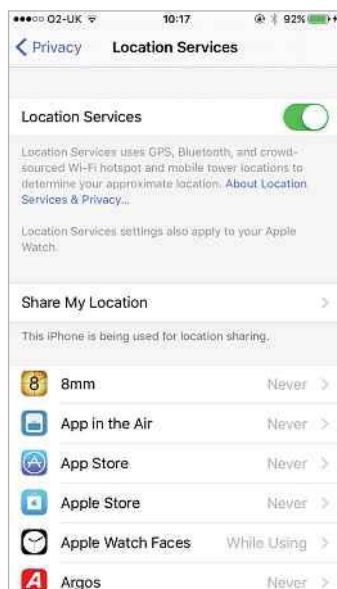 O2-UK 10:17 92%
Privacy Location Services
Location Services
Location Services uses GPS, Bluetooth, and crowd-
sourced Wi-Fi hotspot and mobile tower locations to
determine your approximate location. About Location
Services & Privacy...
Location Services settings also apply to your Apple
Watch.
Share My Location
This iPhone is being used for location sharing.
8 8mm Never
App in the Air Never
App Store Never
Apple Store Never
Apple Watch Faces While Using
A Argos Never